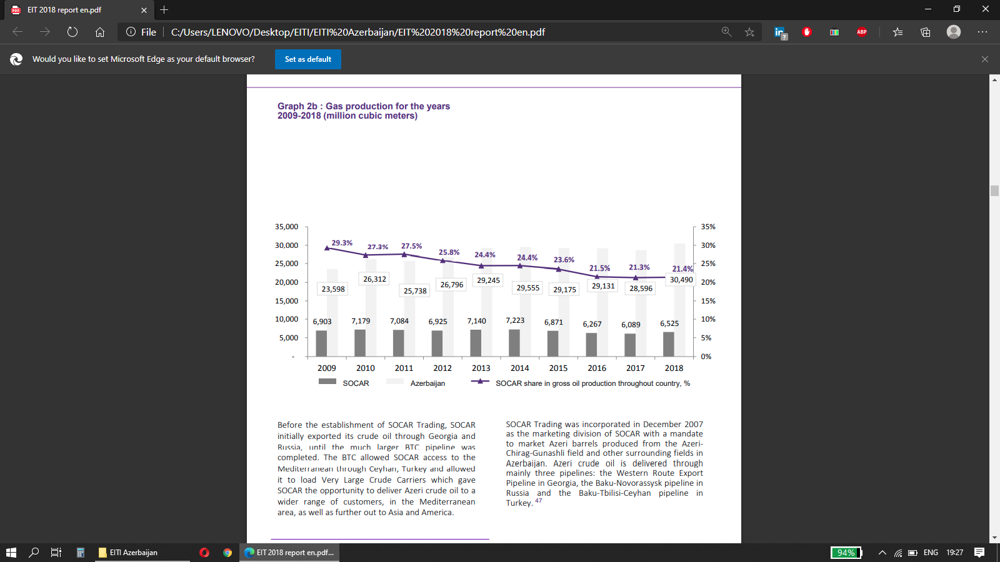 EIT 2018 report en.pdf
File
C:/Users/LENOVO/Desktop/EITI/EITI%20Azerbaijan/EIT%202018%20report%20en.pdf
in
?
ABP
Would you like to set Microsoft Edge as your default browser?
Set as default
Graph 2b : Gas production for the years
2009-2018 (million cubic meters)
35,000
30.000
25,000
20,000
15,000
10,000
5,000
-
35%
30%
25%
20%
15%
10%
5%
0%
29.3%
27.3%
27.5%
25.8%
24.4%
24.4%
23.6%
21.5%
21.3%
21.4%
23,598
26,312
25,738
26,796
29,245
29,555
29,175
29,131
28,596
30,490
6,903
7,179
7,084
6,925
7,140
7,223
6,871
6,267
6,089
6,525
2009 2010 2011 2012 2013 2014 2015 2016 2017 2018
SOCAR Azerbaijan SOCAR share in gross oil production throughout country, %
Before the establishment of SOCAR Trading, SOCAR
initially exported its crude oil through Georgia and
Russia, until the much larger BTC pipeline was
completed. The BTC allowed SOCAR access to the
Mediterranean through Ceyhan, Turkey and allowed
it to load Very Large Crude Carriers which gave
SOCAR the opportunity to deliver Azeri crude oil to a
wider range of customers, in the Mediterranean
area, as well as further out to Asia and America.
SOCAR Trading was incorporated in December 2007
as the marketing division of SOCAR with a mandate
to market Azeri barrels produced from the Azeri-
Chirag-Gunashli field and other surrounding fields in
Azerbaijan. Azeri crude oil is delivered through
mainly three pipelines: the Western Route Export
Pipeline in Georgia, the Baku-Novorassysk pipeline in
Russia and the Baku-Tbilisi-Ceyhan pipeline in
Turkey. 47
EITI Azerbaijan
EIT 2018 report en.pdf...
94%
ENG
19:27